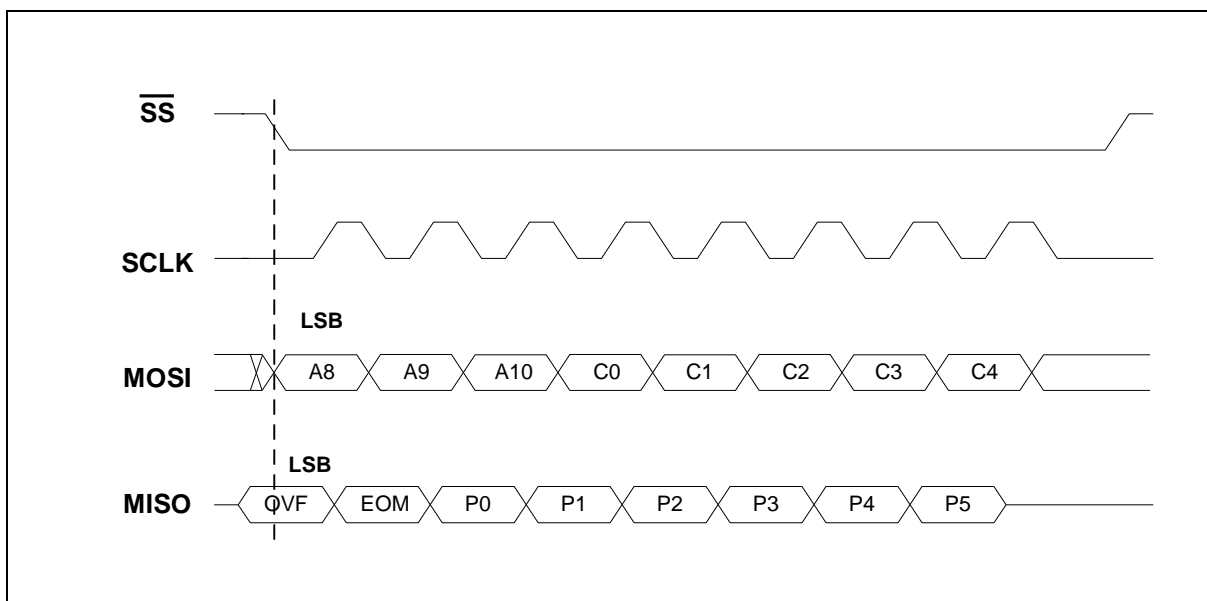 SS
SCLK
LSB
MOSI A8 A9 A10 C0 C1 C2 C3 C4
LSB
MISO OVF EOM P0 P1 P2 P3 P4 P5